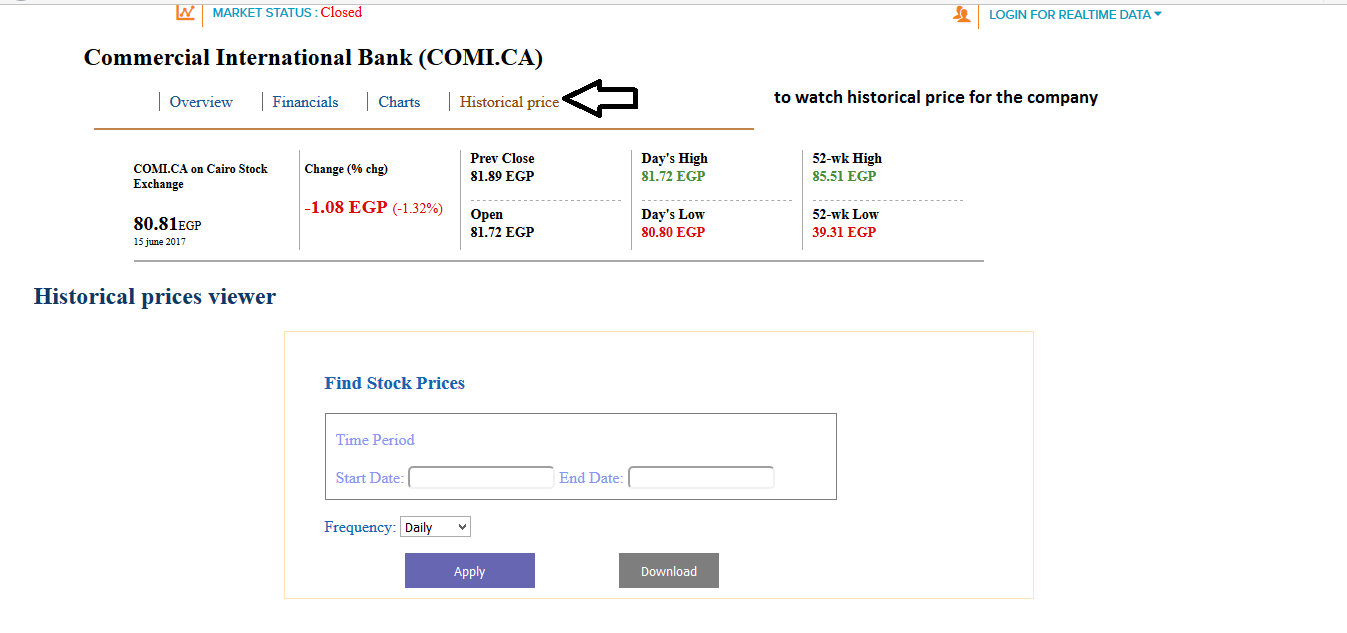 MARKET STATUS : Closed
LOGIN FOR REALTIME DATA
Commercial International Bank (COMI.CA)
Overview Financials Charts Historical price
to watch historical price for the company
COMI.CA on Cairo Stock
Exchange
80.81EGP
15 june 2017
Change (% chg)
-1.08 EGP (-1.32%)
Prev Close
81.89 EGP
Open
81.72 EGP
Day's High
81.72 EGP
Day's Low
80.80 EGP
52-wk High
85.51 EGP
52-wk Low
39.31 EGP
Historical prices viewer
Find Stock Prices
Time Period
Start Date: End Date:
Frequency: Daily
Apply Download